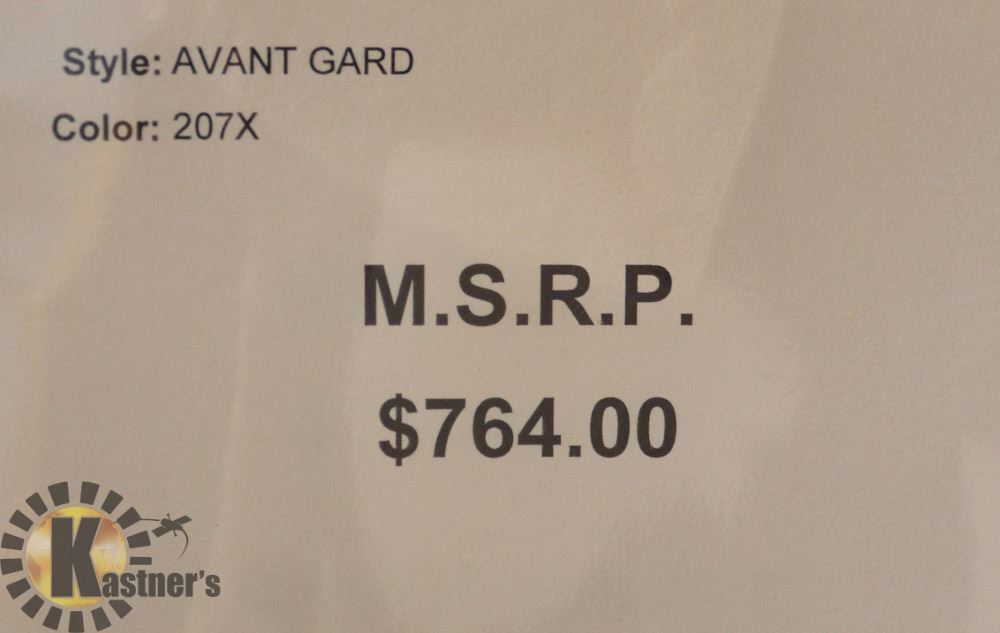 Style: AVANT GARD
Color: 207X
M.S.R.P.
$764.00
Kastner's